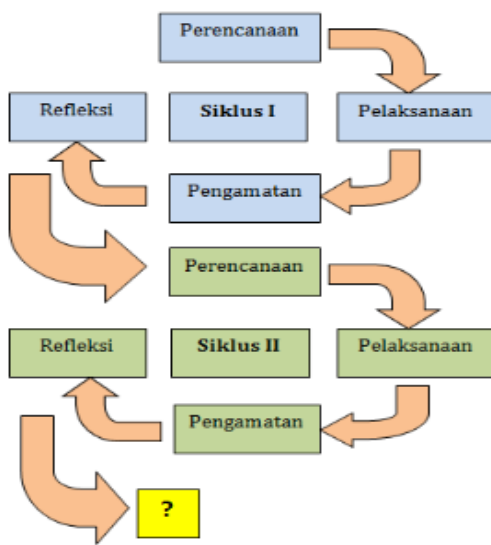 Perencanaan
Refleksi
Siklus I
Pelaksanaan
Pengamatan
Perencanaan
Refleksi
Siklus II
Pelaksanaan
Pengamatan
?